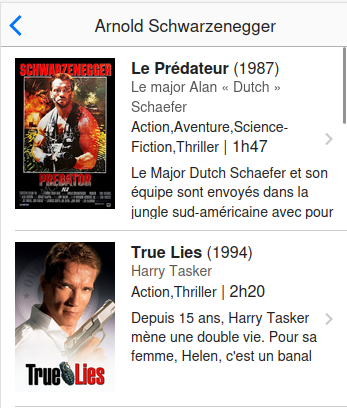 Arnold Schwarzenegger
SCHWARZENEGGER
PREDATOR
Le Prédateur (1987)
Le major Alan « Dutch »
Schaefer
Action,Aventure,Science-
Fiction,Thriller | 1h47
Le Major Dutch Schaefer et son
équipe sont envoyés dans la
jungle sud-américaine avec pour
True Lies
True Lies (1994)
Harry Tasker
Action,Thriller | 2h20
Depuis 15 ans, Harry Tasker
mène une double vie. Pour sa
femme, Helen, c'est un banal